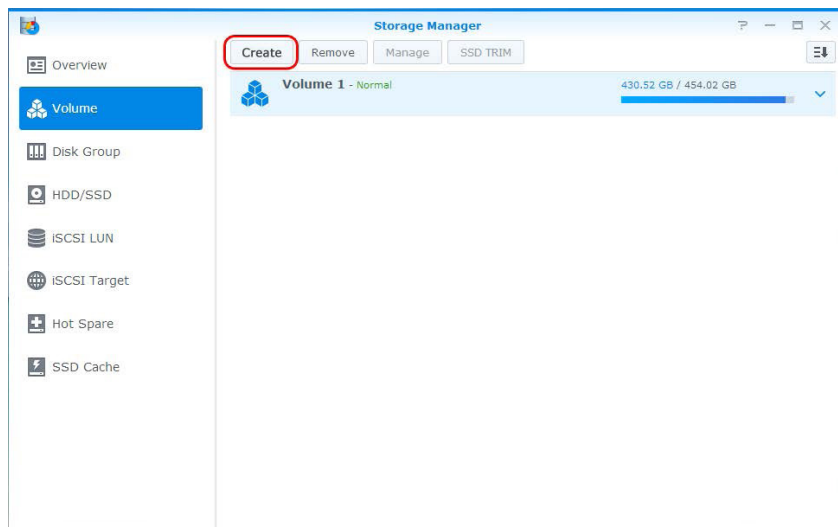 Storage Manager
Overview
Volume
Disk Group
HDD/SSD
iSCSI LUN
iSCSI Target
Hot Spare
SSD Cache
Create Remove Manage SSD TRIM
Volume 1 - Normal 430.52 GB / 454.02 GB